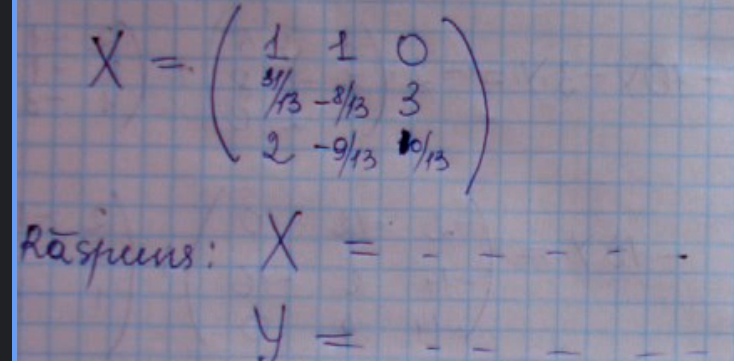 X = ( 1 1 0
31/13 -8/13 3
2 -9/13 10/13 )
Răspuns: X = - - - - .
Y = - - - -